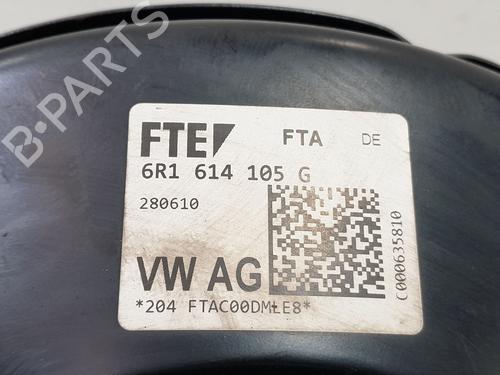 B-PARTS
FTE FTA DE
6R1 614 105 G
280610
VW AG
*204 FTAC00DMLE8*
C000635810